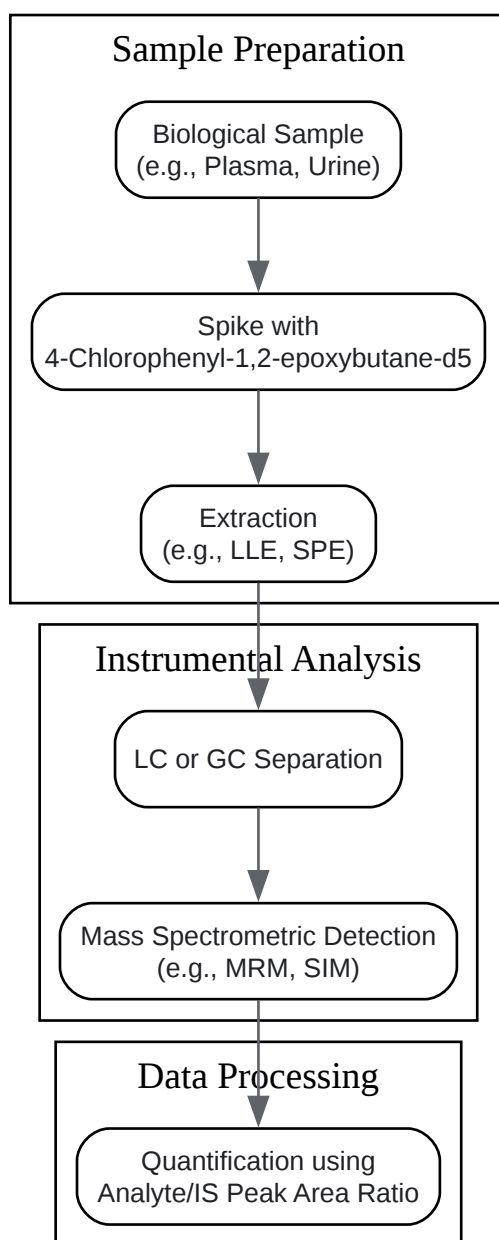 Sample Preparation
Biological Sample
(e.g., Plasma, Urine)
Spike with
4-Chlorophenyl-1,2-epoxybutane-d5
Extraction
(e.g., LLE, SPE)
Instrumental Analysis
LC or GC Separation
Mass Spectrometric Detection
(e.g., MRM, SIM)
Data Processing
Quantification using
Analyte/IS Peak Area Ratio